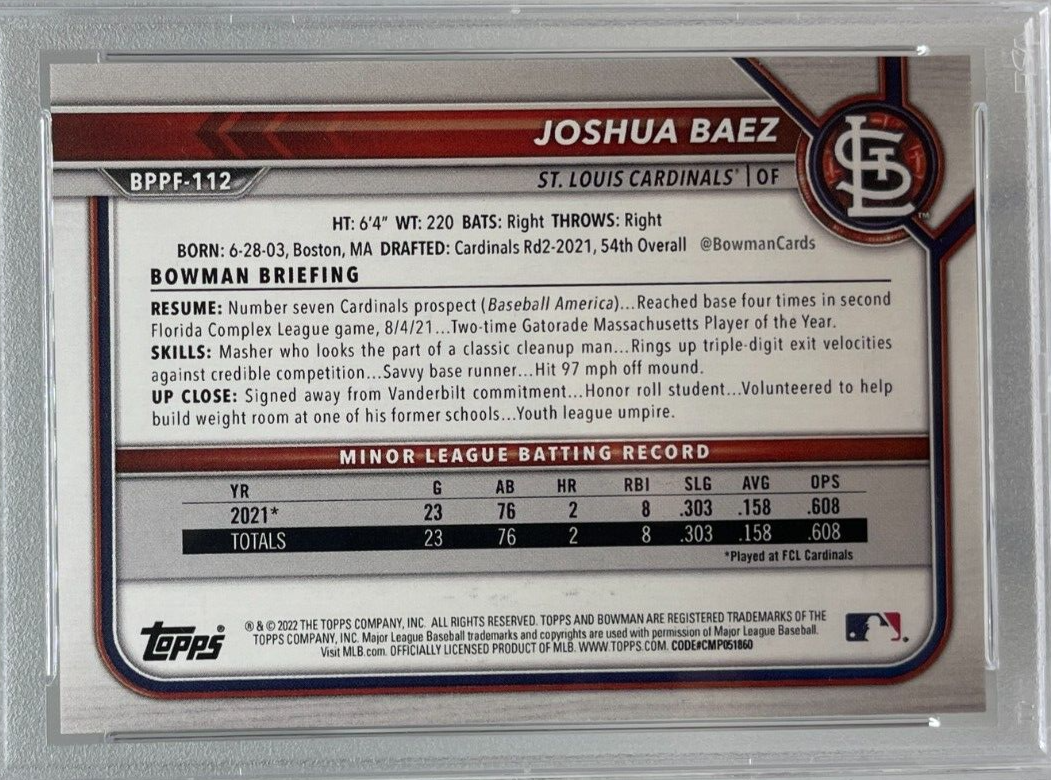 JOSHUA BAEZ
BPPF-112
ST. LOUIS CARDINALS® | OF
STL™
HT: 6'4" WT: 220 BATS: Right THROWS: Right
BORN: 6-28-03, Boston, MA DRAFTED: Cardinals Rd2-2021, 54th Overall @BowmanCards
BOWMAN BRIEFING
RESUME: Number seven Cardinals prospect (Baseball America)...Reached base four times in second
Florida Complex League game, 8/4/21...Two-time Gatorade Massachusetts Player of the Year.
SKILLS: Masher who looks the part of a classic cleanup man...Rings up triple-digit exit velocities
against credible competition...Savvy base runner...Hit 97 mph off mound.
UP CLOSE: Signed away from Vanderbilt commitment...Honor roll student...Volunteered to help
build weight room at one of his former schools...Youth league umpire.
MINOR LEAGUE BATTING RECORD
YR G AB HR RBI SLG AVG OPS
2021* 23 76 2 8 .303 .158 .608
TOTALS 23 76 2 8 .303 .158 .608
*Played at FCL Cardinals
Topps®
® & © 2022 THE TOPPS COMPANY, INC. ALL RIGHTS RESERVED. TOPPS AND BOWMAN ARE REGISTERED TRADEMARKS OF THE
TOPPS COMPANY, INC. Major League Baseball trademarks and copyrights are used with permission of Major League Baseball.
Visit MLB.com. OFFICIALLY LICENSED PRODUCT OF MLB. WWW.TOPPS.COM. CODE#CMP051860